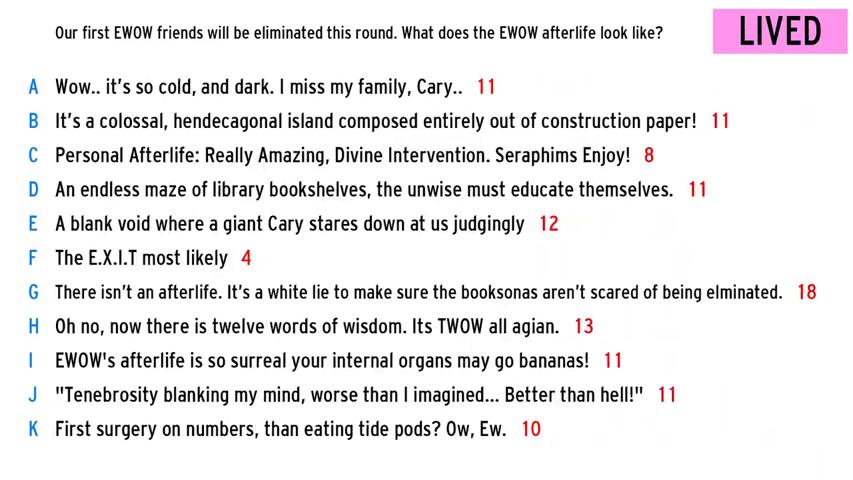 Our first EWOW friends will be eliminated this round. What does the EWOW afterlife look like?
LIVED
A Wow.. it's so cold, and dark. I miss my family, Cary.. 11
B It's a colossal, hendecagonal island composed entirely out of construction paper! 11
C Personal Afterlife: Really Amazing, Divine Intervention. Seraphims Enjoy! 8
D An endless maze of library bookshelves, the unwise must educate themselves. 11
E A blank void where a giant Cary stares down at us judgingly 12
F The E.X.I.T most likely 4
G There isn't an afterlife. It's a white lie to make sure the booksonas aren't scared of being elminated. 18
H Oh no, now there is twelve words of wisdom. Its TWOW all agian. 13
I EWOW's afterlife is so surreal your internal organs may go bananas! 11
J "Tenebrosity blanking my mind, worse than I imagined... Better than hell!" 11
K First surgery on numbers, than eating tide pods? Ow, Ew. 10